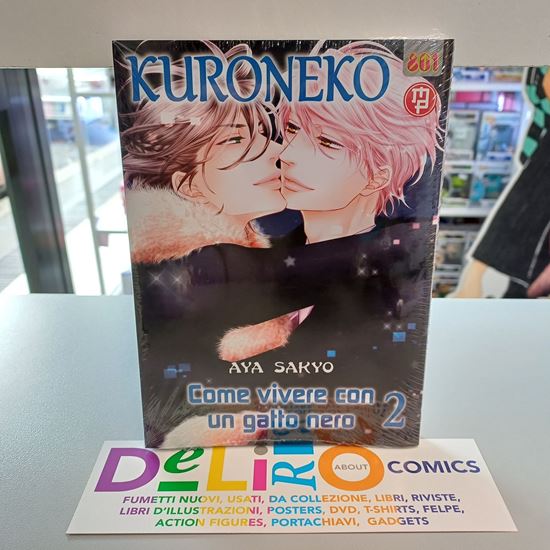 KURONEKO
801
AYA SAKYO
Come vivere con
un gatto nero
2
DeLiRiO
ABOUT
COMICS
FUMETTI NUOVI, USATI, DA COLLEZIONE, LIBRI, RIVISTE,
LIBRI D'ILLUSTRAZIONI, POSTERS, DVD, T-SHIRTS, FELPE,
ACTION FIGURES, PORTACHIAVI, GADGETS